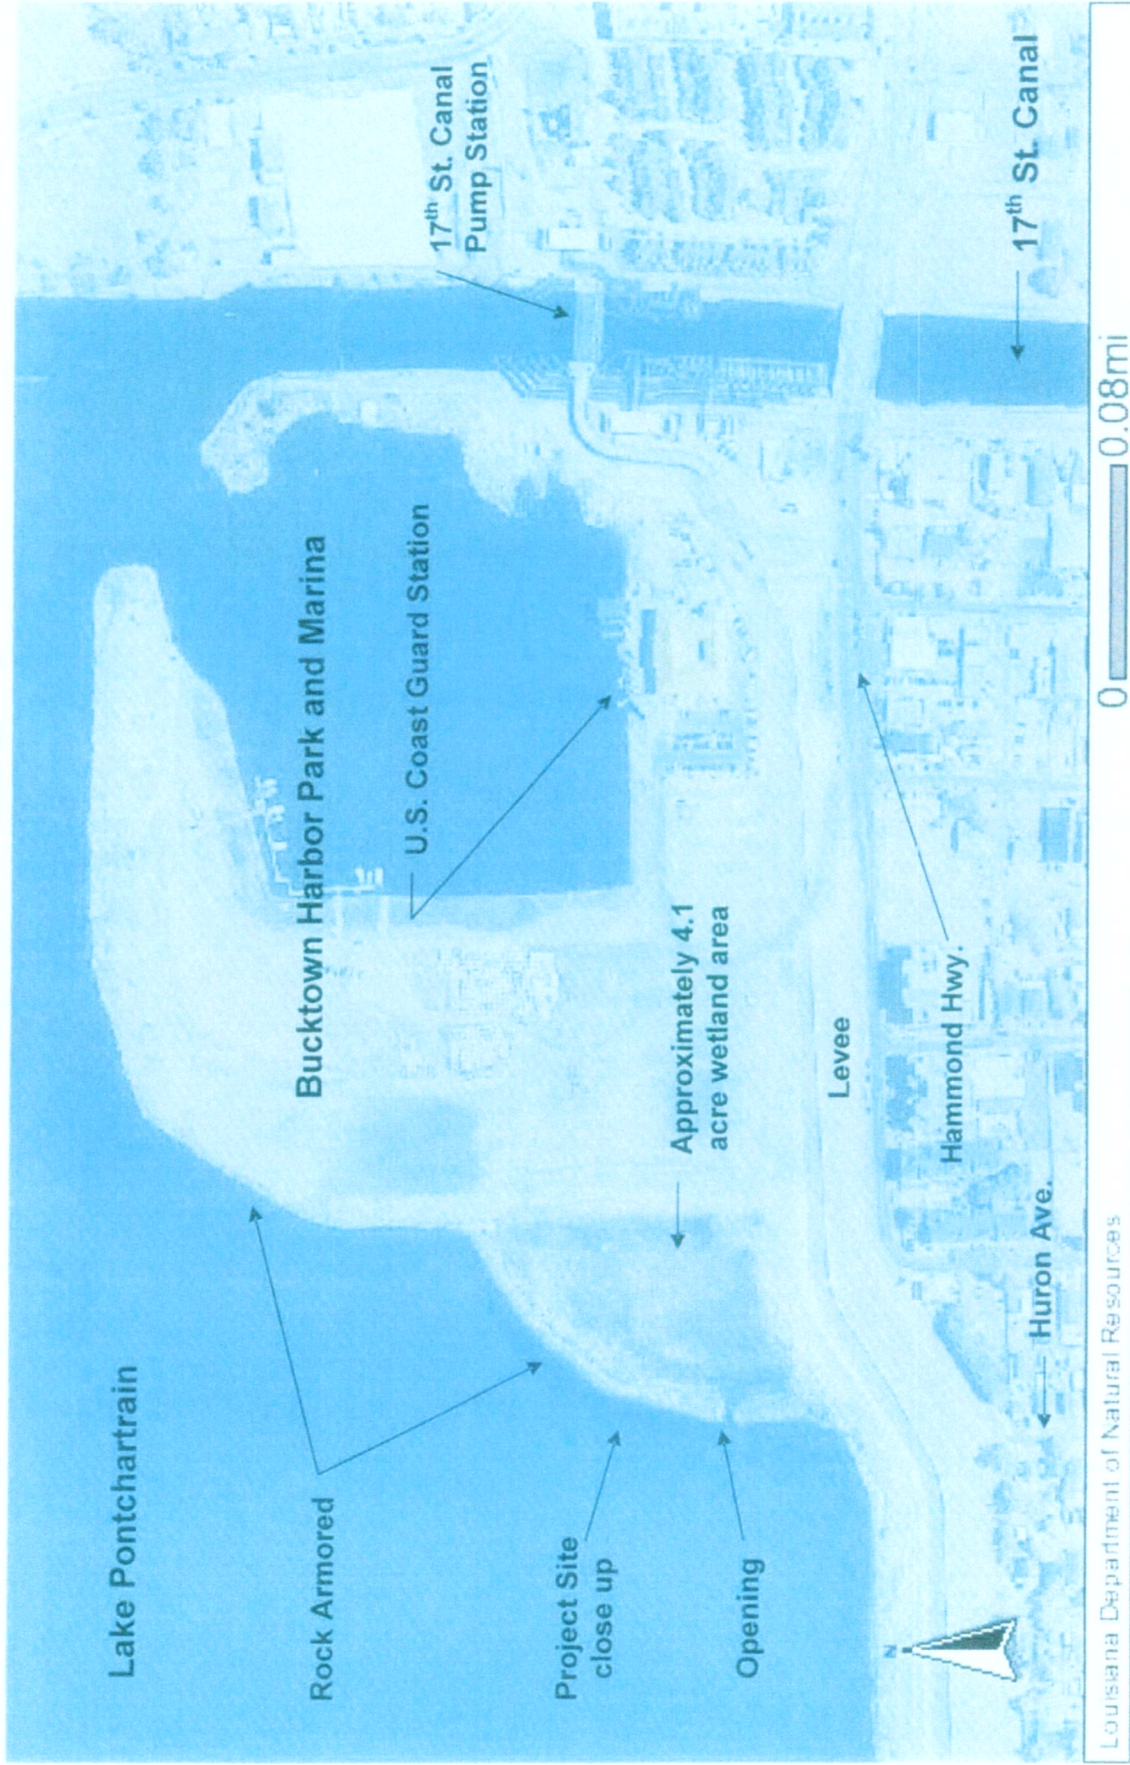 Lake Pontchartrain
Rock Armored
Bucktown Harbor Park and Marina
17th St. Canal
Pump Station
U.S. Coast Guard Station
Project Site
close up
Approximately 4.1
acre wetland area
Opening
Levee
N
Hammond Hwy.
Huron Ave.
17th St. Canal
Louisiana Department of Natural Resources
0
0.08mi